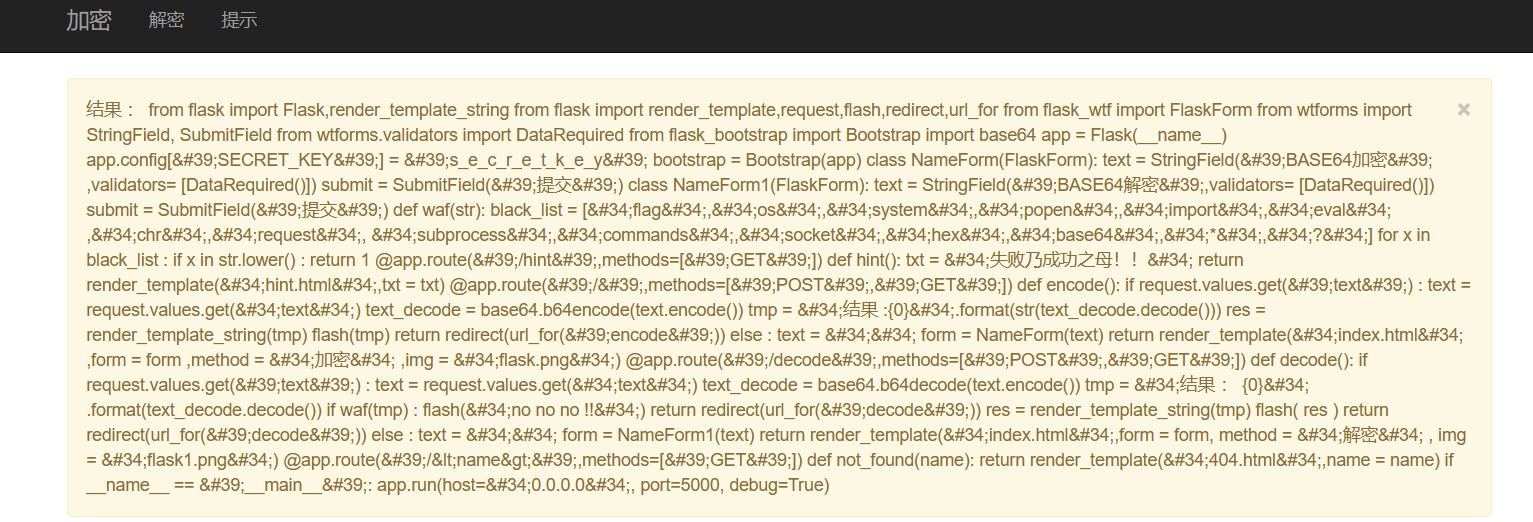 加密 解密 提示
结果 ： from flask import Flask,render_template_string from flask import render_template,request,flash,redirect,url_for from flask_wtf import FlaskForm from wtforms import ×
StringField, SubmitField from wtforms.validators import DataRequired from flask_bootstrap import Bootstrap import base64 app = Flask(__name__)
app.config[&#39;SECRET_KEY&#39;] = &#39;s_e_c_r_e_t_k_e_y&#39; bootstrap = Bootstrap(app) class NameForm(FlaskForm): text = StringField(&#39;BASE64加密&#39;
,validators= [DataRequired()]) submit = SubmitField(&#39;提交&#39;) class NameForm1(FlaskForm): text = StringField(&#39;BASE64解密&#39;,validators= [DataRequired()])
submit = SubmitField(&#39;提交&#39;) def waf(str): black_list = [&#34;flag&#34;,&#34;os&#34;,&#34;system&#34;,&#34;popen&#34;,&#34;import&#34;,&#34;eval&#34;
,&#34;chr&#34;,&#34;request&#34;, &#34;subprocess&#34;,&#34;commands&#34;,&#34;socket&#34;,&#34;hex&#34;,&#34;base64&#34;,&#34;*&#34;,&#34;?&#34;] for x in
black_list : if x in str.lower() : return 1 @app.route(&#39;/hint&#39;,methods=[&#39;GET&#39;]) def hint(): txt = &#34;失败乃成功之母！！&#34; return
render_template(&#34;hint.html&#34;,txt = txt) @app.route(&#39;/&#39;,methods=[&#39;POST&#39;,&#39;GET&#39;]) def encode(): if request.values.get(&#39;text&#39;) : text =
request.values.get(&#34;text&#34;) text_decode = base64.b64encode(text.encode()) tmp = &#34;结果 :{0}&#34;.format(str(text_decode.decode())) res =
render_template_string(tmp) flash(tmp) return redirect(url_for(&#39;encode&#39;)) else : text = &#34;&#34; form = NameForm(text) return render_template(&#34;index.html&#34;
,form = form ,method = &#34;加密&#34; ,img = &#34;flask.png&#34;) @app.route(&#39;/decode&#39;,methods=[&#39;POST&#39;,&#39;GET&#39;]) def decode(): if
request.values.get(&#39;text&#39;) : text = request.values.get(&#34;text&#34;) text_decode = base64.b64decode(text.encode()) tmp = &#34;结果 ： {0}&#34;
.format(text_decode.decode()) if waf(tmp) : flash(&#34;no no no !!&#34;) return redirect(url_for(&#39;decode&#39;)) res = render_template_string(tmp) flash( res ) return
redirect(url_for(&#39;decode&#39;)) else : text = &#34;&#34; form = NameForm1(text) return render_template(&#34;index.html&#34;,form = form, method = &#34;解密&#34; , img
= &#34;flask1.png&#34;) @app.route(&#39;/&lt;name&gt;&#39;,methods=[&#39;GET&#39;]) def not_found(name): return render_template(&#34;404.html&#34;,name = name) if
__name__ == &#39;__main__&#39;: app.run(host=&#34;0.0.0.0&#34;, port=5000, debug=True)